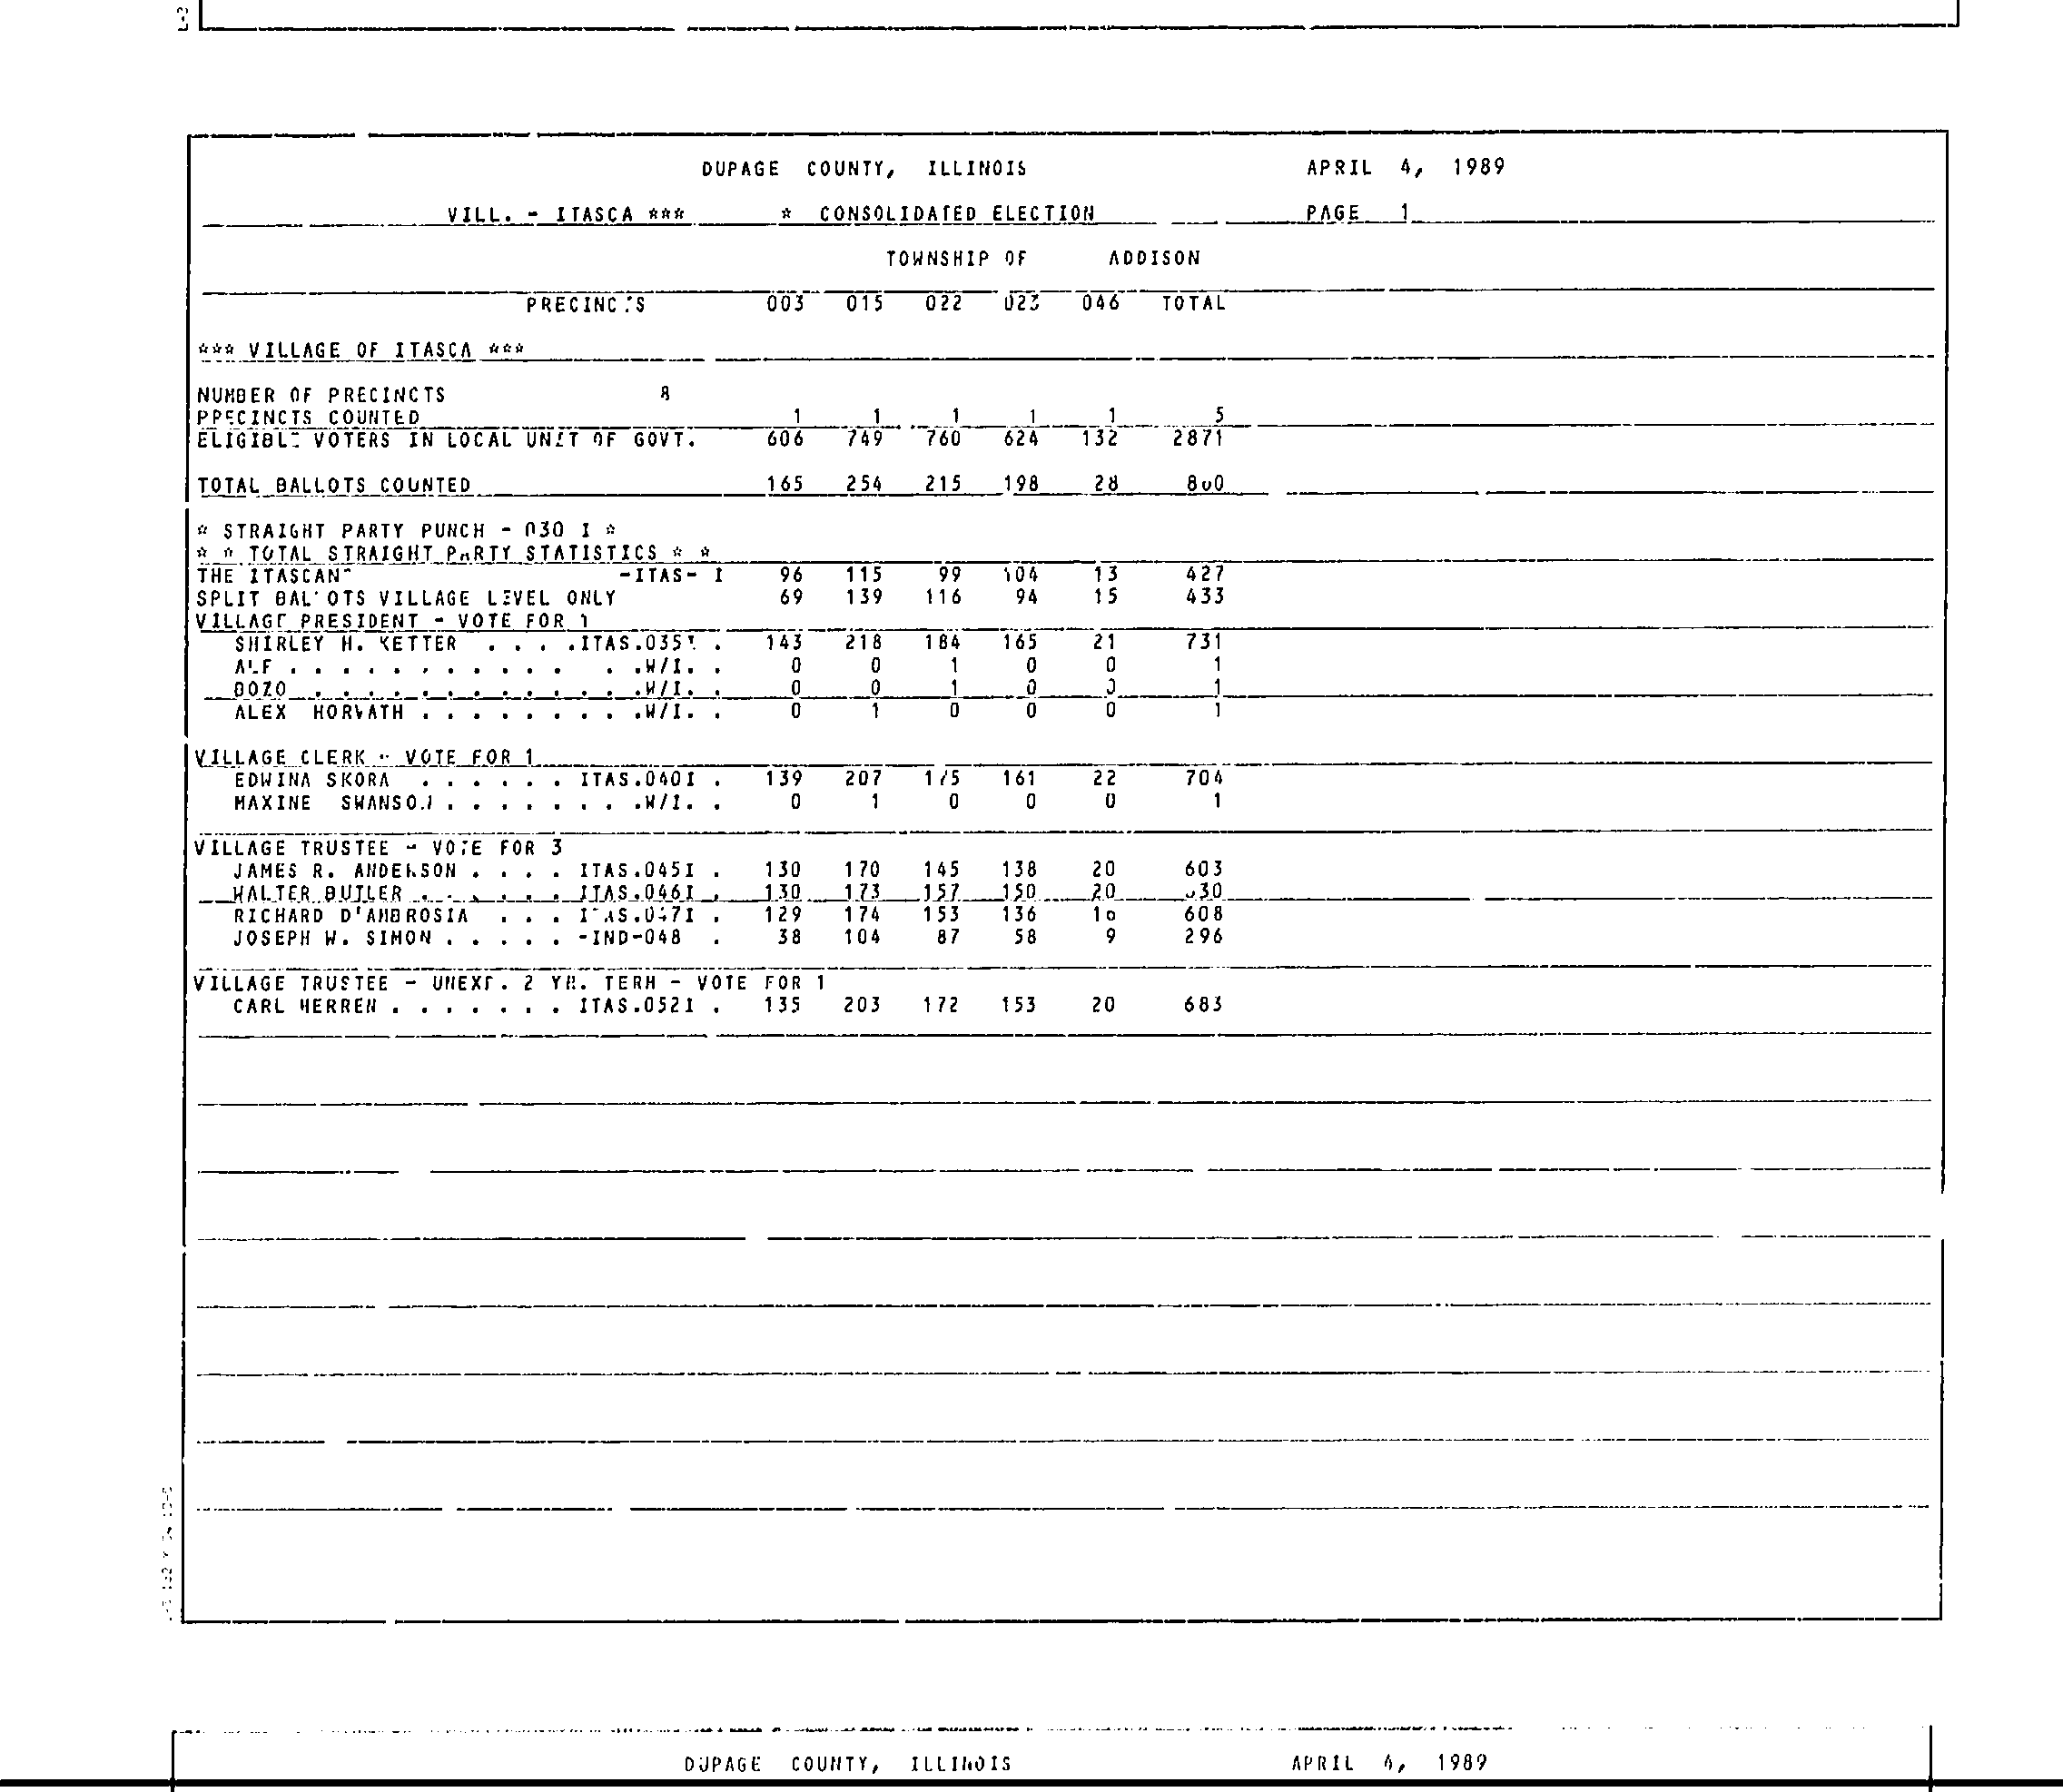 DUPAGE COUNTY, ILLINOIS APRIL 4, 1989
VILL. - ITASCA *** * CONSOLIDATED ELECTION PAGE 1
TOWNSHIP OF ADDISON
PRECINCTS 003 015 022 023 046 TOTAL
*** VILLAGE OF ITASCA ***
NUMBER OF PRECINCTS 8
PRECINCTS COUNTED 1 1 1 1 1 5
ELIGIBLE VOTERS IN LOCAL UNIT OF GOVT. 606 749 760 624 132 2871
TOTAL BALLOTS COUNTED 165 254 215 198 28 860
* STRAIGHT PARTY PUNCH - 030 I *
* * TOTAL STRAIGHT PARTY STATISTICS * *
THE ITASCAN -ITAS- I 96 115 99 104 13 427
SPLIT BALLOTS VILLAGE LEVEL ONLY 69 139 116 94 15 433
VILLAGE PRESIDENT - VOTE FOR 1
SHIRLEY H. KETTER . . . .ITAS.035I . 143 218 184 165 21 731
ALF . . . . . . . . . . . . .W/I. . 0 0 1 0 0 1
BOZO . . . . . . . . . . . . .W/I. . 0 0 1 0 0 1
ALEX HORVATH . . . . . . . . .W/I. . 0 1 0 0 0 1
VILLAGE CLERK - VOTE FOR 1
EDWINA SKORA . . . . . . ITAS.040I . 139 207 175 161 22 704
MAXINE SWANSON . . . . . . . .W/I. . 0 1 0 0 0 1
VILLAGE TRUSTEE - VOTE FOR 3
JAMES R. ANDERSON . . . . ITAS.045I . 130 170 145 138 20 603
WALTER BUTLER . . . . . . ITAS.046I . 130 173 157 150 20 630
RICHARD D'AMBROSIA . . . ITAS.047I . 129 174 153 136 16 608
JOSEPH W. SIMON . . . . . -IND-048 . 38 104 87 58 9 296
VILLAGE TRUSTEE - UNEXP. 2 YR. TERM - VOTE FOR 1
CARL HERREN . . . . . . . ITAS.052I . 135 203 172 153 20 683
DUPAGE COUNTY, ILLINOIS APRIL 4, 1989